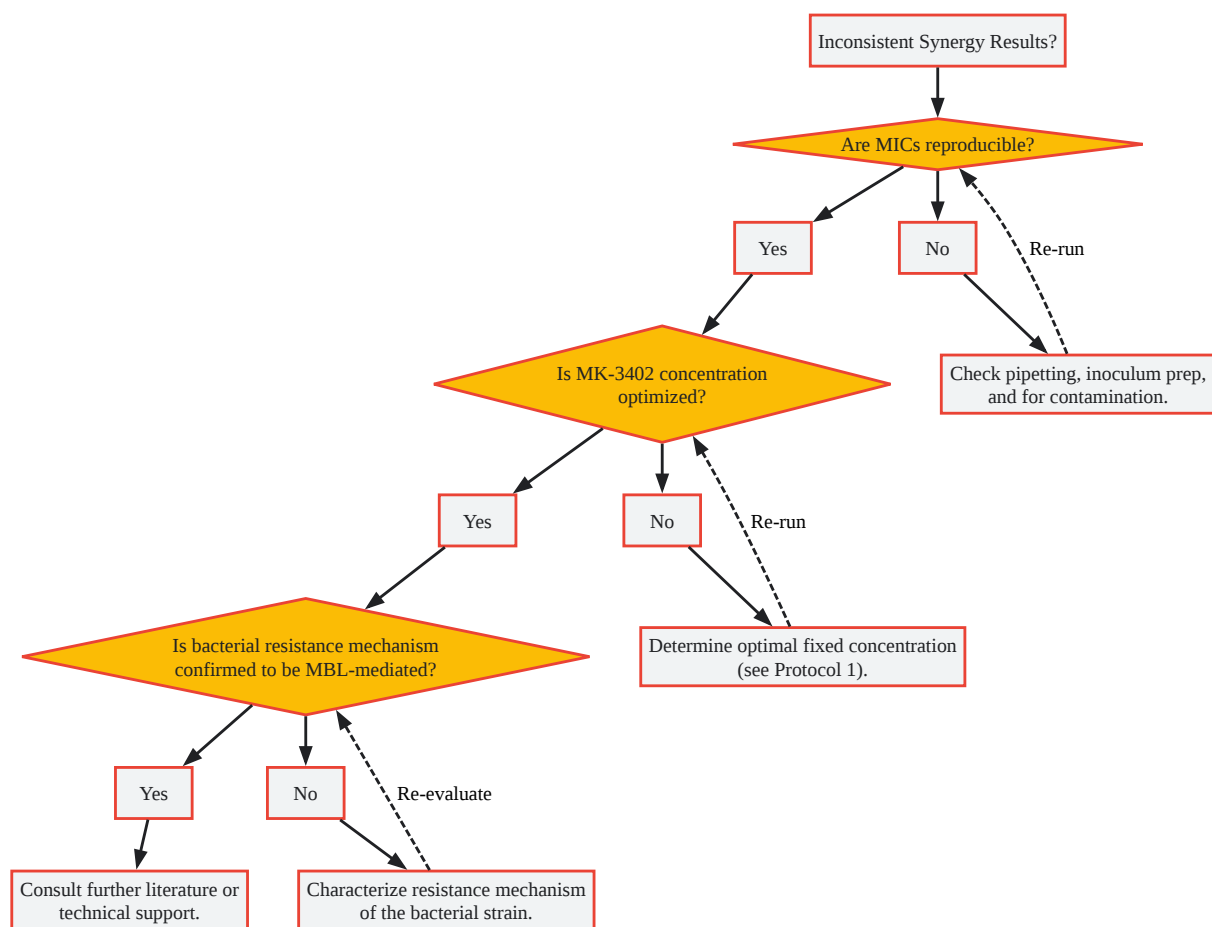 Inconsistent Synergy Results?
Are MICs reproducible?
Yes
No
Re-run
Check pipetting, inoculum prep,
and for contamination.
Is MK-3402 concentration
optimized?
Yes
No
Re-run
Determine optimal fixed concentration
(see Protocol 1).
Is bacterial resistance mechanism
confirmed to be MBL-mediated?
Yes
No
Re-evaluate
Consult further literature or
technical support.
Characterize resistance mechanism
of the bacterial strain.